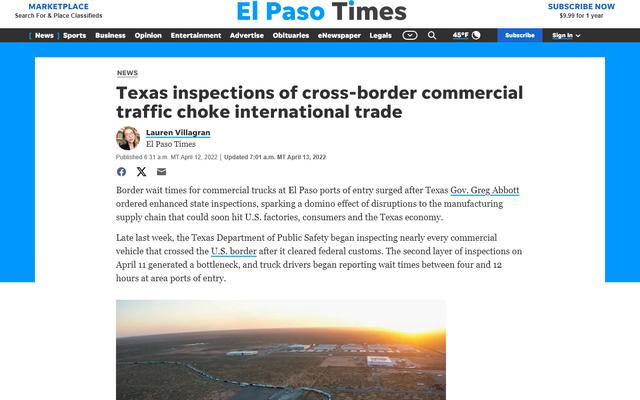 MARKETPLACE
Search For & Place Classifieds
El Paso Times
SUBSCRIBE NOW
$9.99 for 1 year
[ News ] Sports Business Opinion Entertainment Advertise Obituaries eNewspaper Legals 45°F Subscribe Sign In
NEWS
Texas inspections of cross-border commercial
traffic choke international trade
Lauren Villagran
El Paso Times
Published 6:31 a.m. MT April 12, 2022 | Updated 7:01 a.m. MT April 13, 2022
Border wait times for commercial trucks at El Paso ports of entry surged after Texas Gov. Greg Abbott
ordered enhanced state inspections, sparking a domino effect of disruptions to the manufacturing
supply chain that could soon hit U.S. factories, consumers and the Texas economy.
Late last week, the Texas Department of Public Safety began inspecting nearly every commercial
vehicle that crossed the U.S. border after it cleared federal customs. The second layer of inspections on
April 11 generated a bottleneck, and truck drivers began reporting wait times between four and 12
hours at area ports of entry.